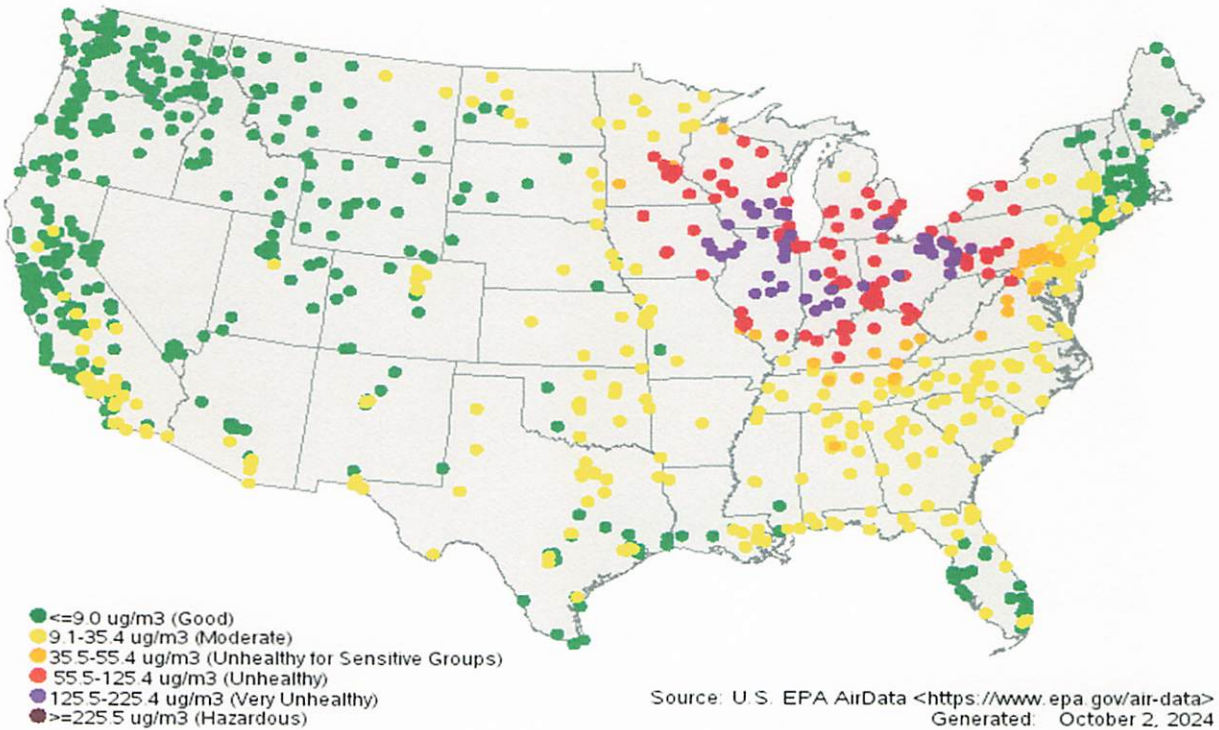 <=9.0 ug/m3 (Good)
9.1-35.4 ug/m3 (Moderate)
35.5-55.4 ug/m3 (Unhealthy for Sensitive Groups)
55.5-125.4 ug/m3 (Unhealthy)
125.5-225.4 ug/m3 (Very Unhealthy)
>=225.5 ug/m3 (Hazardous)
Source: U.S. EPA AirData <https://www.epa.gov/air-data>
Generated: October 2, 2024